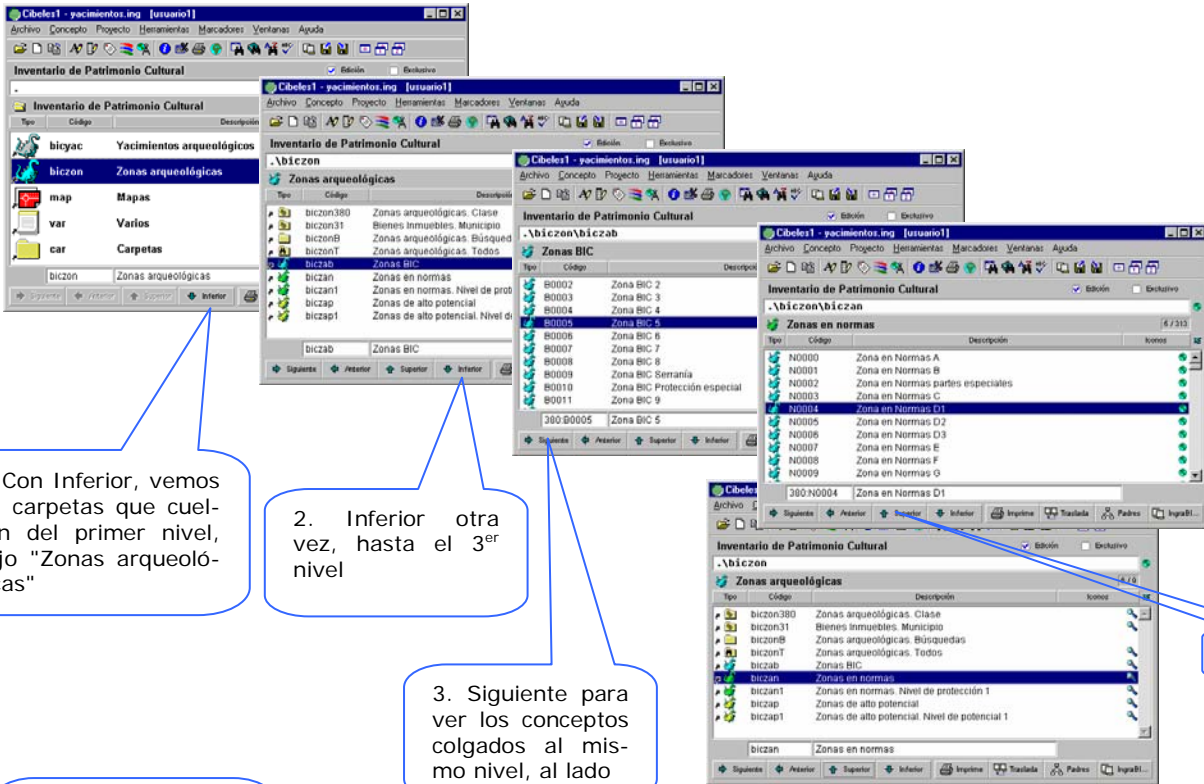 Cibeles1 - yacimientos.ing [usuario1]
Archivo Concepto Proyecto Herramientas Marcadores Ventanas Ayuda
Inventario de Patrimonio Cultural
Edición Exclusivo
.
Inventario de Patrimonio Cultural
Tipo Código Descripción
bicyac Yacimientos arqueológicos
biczon Zonas arqueológicas
map Mapas
var Varios
car Carpetas
biczon Zonas arqueológicas
Siguiente Anterior Superior Inferior
Cibeles1 - yacimientos.ing [usuario1]
Archivo Concepto Proyecto Herramientas Marcadores Ventanas Ayuda
Inventario de Patrimonio Cultural
Edición Exclusivo
.\biczon
Zonas arqueológicas
Tipo Código
biczon380 Zonas arqueológicas. Clase
biczon31 Bienes Inmuebles. Municipio
biczonB Zonas arqueológicas. Búsqued
biczonT Zonas arqueológicas. Todos
biczab Zonas BIC
biczan Zonas en normas
biczan1 Zonas en normas. Nivel de prot
biczap Zonas de alto potencial
biczap1 Zonas de alto potencial. Nivel d
biczab Zonas BIC
Siguiente Anterior Superior Inferior
Cibeles1 - yacimientos.ing [usuario1]
Archivo Concepto Proyecto Herramientas Marcadores Ventanas Ayuda
Inventario de Patrimonio Cultural
Edición Exclusivo
.\biczon\biczab
Zonas BIC
Tipo Código
B0002 Zona BIC 2
B0003 Zona BIC 3
B0004 Zona BIC 4
B0005 Zona BIC 5
B0006 Zona BIC 6
B0007 Zona BIC 7
B0008 Zona BIC 8
B0009 Zona BIC Serranía
B0010 Zona BIC Protección especial
B0011 Zona BIC 9
380:B0005 Zona BIC 5
Siguiente Anterior Superior Inferior
Cibeles1 - yacimientos.ing [usuario1]
Archivo Concepto Proyecto Herramientas Marcadores Ventanas Ayuda
Inventario de Patrimonio Cultural
Edición Exclusivo
.\biczon\biczan
Zonas en normas 6 / 313
Tipo Código Descripción Iconos
N0000 Zona en Normas A
N0001 Zona en Normas B
N0002 Zona en Normas partes especiales
N0003 Zona en Normas C
N0004 Zona en Normas D1
N0005 Zona en Normas D2
N0006 Zona en Normas D3
N0007 Zona en Normas E
N0008 Zona en Normas F
N0009 Zona en Normas G
380:N0004 Zona en Normas D1
Siguiente Anterior Superior Inferior Imprime Traslada Padres IngraBl...
Inventario de Patrimonio Cultural
Edición Exclusivo
.\biczon
Zonas arqueológicas
Tipo Código Descripción Iconos
biczon380 Zonas arqueológicas. Clase
biczon31 Bienes Inmuebles. Municipio
biczonB Zonas arqueológicas. Búsquedas
biczonT Zonas arqueológicas. Todos
biczab Zonas BIC
biczan Zonas en normas
biczan1 Zonas en normas. Nivel de protección 1
biczap Zonas de alto potencial
biczap1 Zonas de alto potencial. Nivel de potencial 1
biczan Zonas en normas
Siguiente Anterior Superior Inferior Imprime Traslada Padres IngraBl...
Con Inferior, vemos
carpetas que cuel-
n del primer nivel,
jo "Zonas arqueoló-
cas"
2. Inferior otra
vez, hasta el 3er
nivel
3. Siguiente para
ver los conceptos
colgados al mis-
mo nivel, al lado